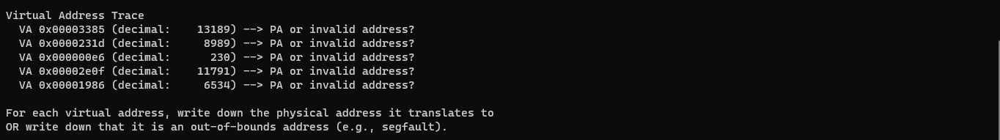 Virtual Address Trace
  VA 0x00003385 (decimal:    13189) --> PA or invalid address?
  VA 0x0000231d (decimal:     8989) --> PA or invalid address?
  VA 0x000000e6 (decimal:      230) --> PA or invalid address?
  VA 0x00002e0f (decimal:    11791) --> PA or invalid address?
  VA 0x00001986 (decimal:     6534) --> PA or invalid address?

For each virtual address, write down the physical address it translates to
OR write down that it is an out-of-bounds address (e.g., segfault).